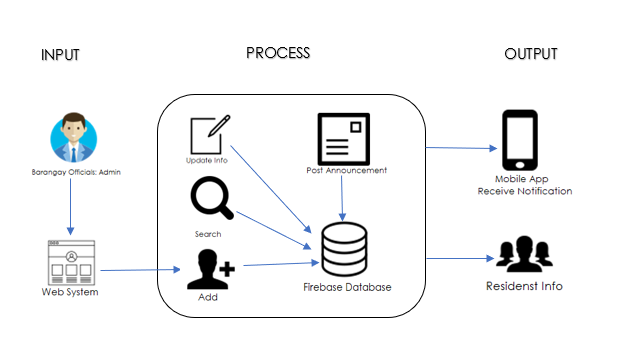 INPUT
PROCESS
OUTPUT
Update Info
Post Announcement
Barangay Officials: Admin
Mobile App
Receive Notification
Search
Web System
Add
Firebase Database
Residenst Info